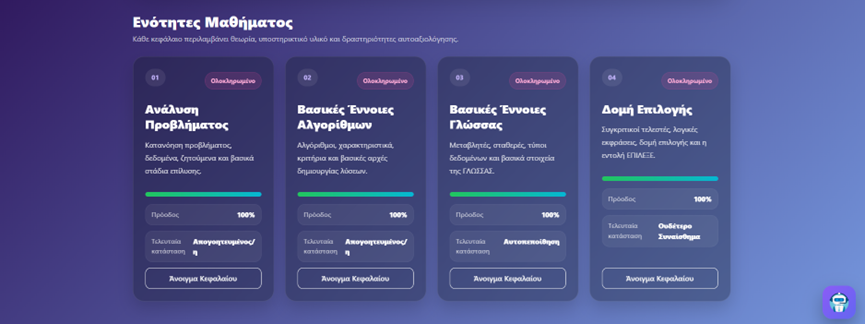 Ενότητες Μαθήματος
Κάθε κεφάλαιο περιλαμβάνει θεωρία, υποστηρικτικό υλικό και δραστηριότητες αυτοαξιολόγησης.
01
Ολοκληρωμένο
Ανάλυση
Προβλήματος
Κατανόηση προβλήματος,
δεδομένα, ζητούμενα και βασικά
στάδια επίλυσης.
Πρόοδος
100%
Τελευταία
κατάσταση
Απογοητευμένος/
η
Άνοιγμα Κεφαλαίου
02
Ολοκληρωμένο
Βασικές Έννοιες
Αλγορίθμων
Αλγόριθμοι, χαρακτηριστικά,
κριτήρια και βασικές αρχές
δημιουργίας λύσεων.
Πρόοδος
100%
Τελευταία
κατάσταση
Απογοητευμένος/
η
Άνοιγμα Κεφαλαίου
03
Ολοκληρωμένο
Βασικές Έννοιες
Γλώσσας
Μεταβλητές, σταθερές, τύποι
δεδομένων και βασικά στοιχεία
της ΓΛΩΣΣΑΣ.
Πρόοδος
100%
Τελευταία
κατάσταση
Αυτοπεποίθηση
Άνοιγμα Κεφαλαίου
04
Ολοκληρωμένο
Δομή Επιλογής
Συγκριτικοί τελεστές, λογικές
εκφράσεις, δομή επιλογής και η
εντολή ΕΠΙΛΕΞΕ.
Πρόοδος
100%
Τελευταία
κατάσταση
Ουδέτερο
Συναίσθημα
Άνοιγμα Κεφαλαίου